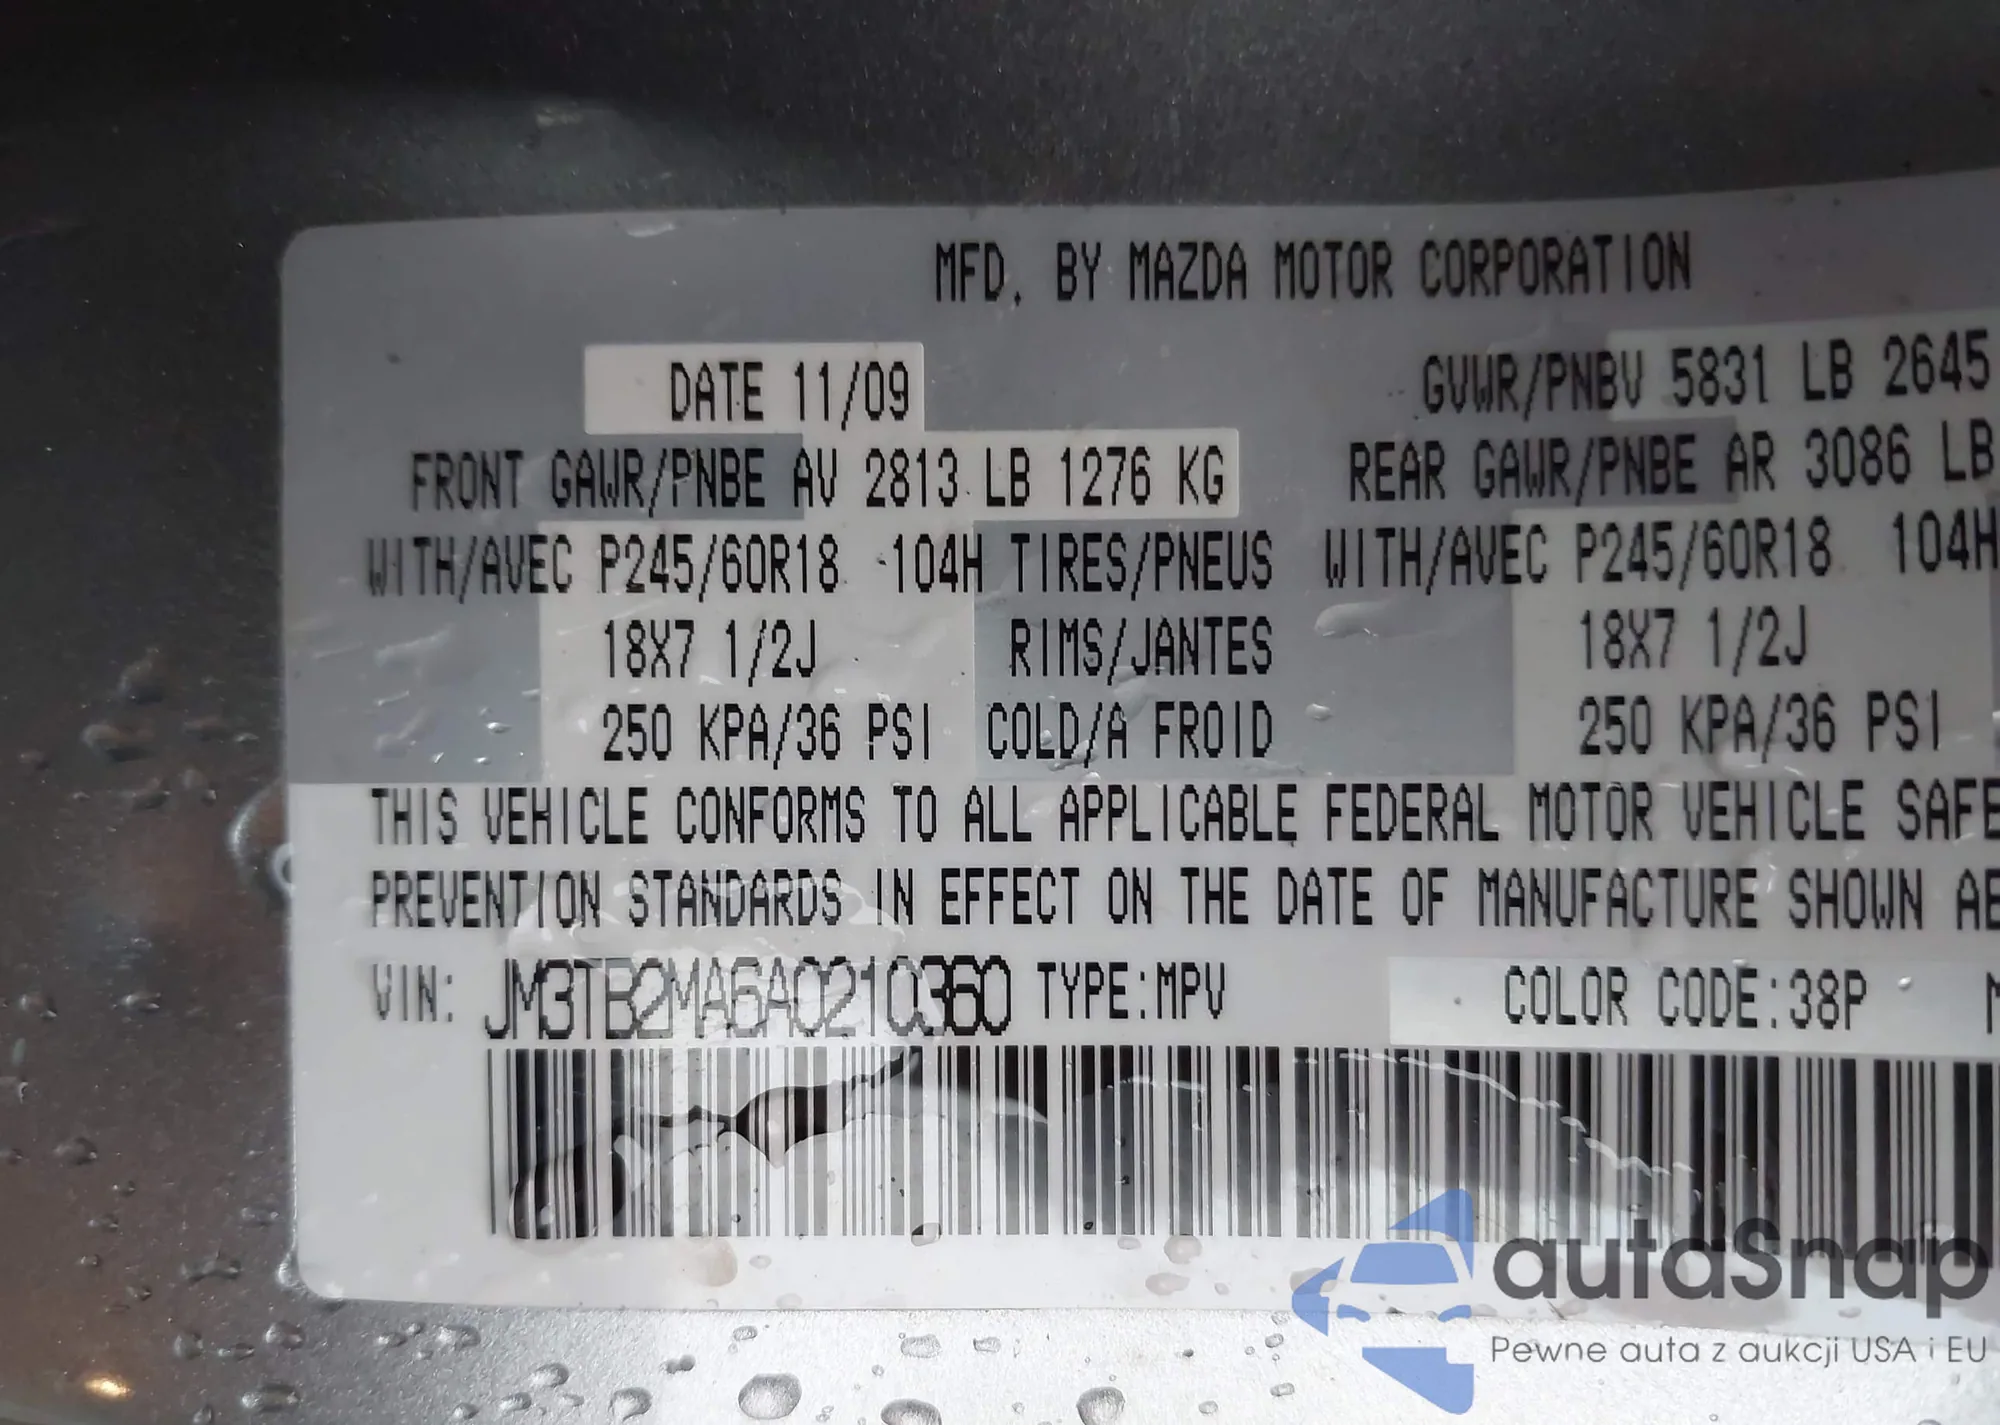 MFD. BY MAZDA MOTOR CORPORATION
DATE 11/09 GVWR/PNBV 5831 LB 2645
FRONT GAWR/PNBE AV 2813 LB 1276 KG REAR GAWR/PNBE AR 3086 LB
WITH/AVEC P245/60R18 104H TIRES/PNEUS WITH/AVEC P245/60R18 104H
18X7 1/2J RIMS/JANTES 18X7 1/2J
250 KPA/36 PSI COLD/A FROID 250 KPA/36 PSI
THIS VEHICLE CONFORMS TO ALL APPLICABLE FEDERAL MOTOR VEHICLE SAFE
PREVENTION STANDARDS IN EFFECT ON THE DATE OF MANUFACTURE SHOWN AB
VIN: JM3TB2MA6A0210360 TYPE:MPV COLOR CODE:38P
autaSnap
Pewne auta z aukcji USA i EU